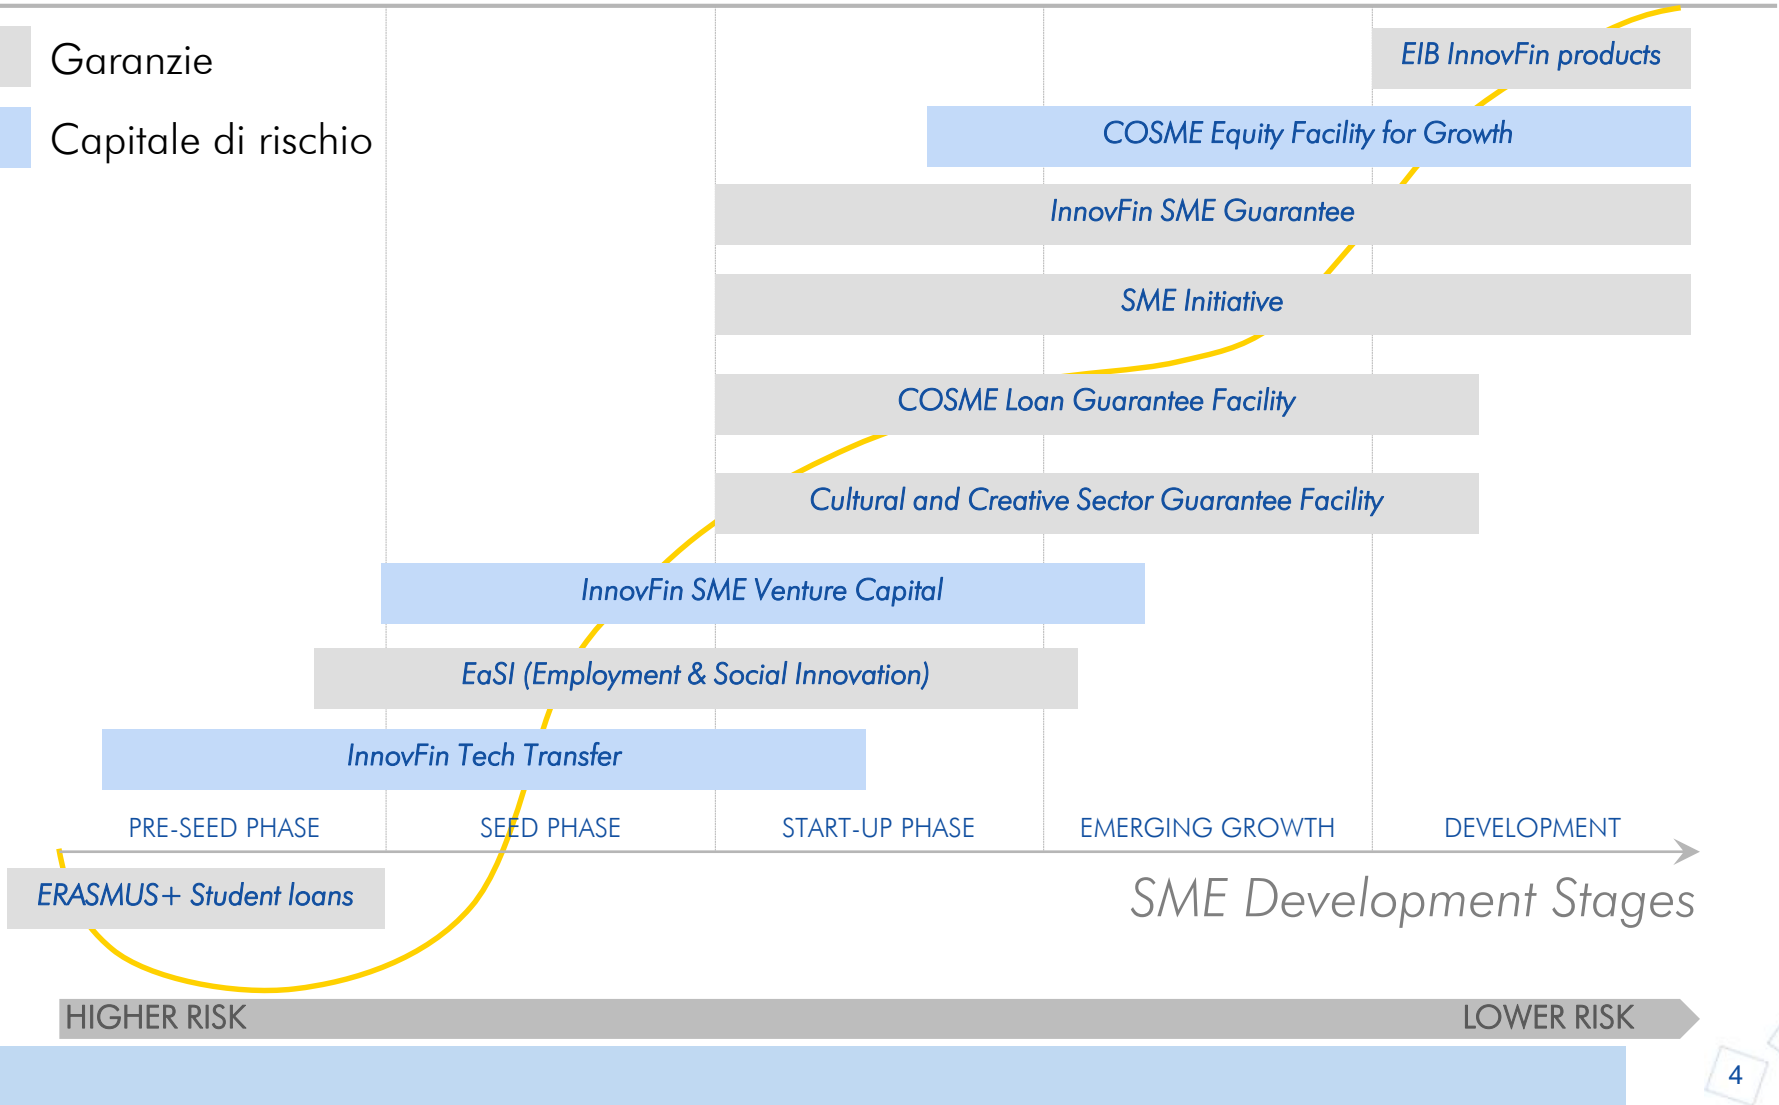 Garanzie
Capitale di rischio
EIB InnovFin products
COSME Equity Facility for Growth
InnovFin SME Guarantee
SME Initiative
COSME Loan Guarantee Facility
Cultural and Creative Sector Guarantee Facility
InnovFin SME Venture Capital
EaSI (Employment & Social Innovation)
InnovFin Tech Transfer
PRE-SEED PHASE SEED PHASE START-UP PHASE EMERGING GROWTH DEVELOPMENT
ERASMUS+ Student loans
SME Development Stages
HIGHER RISK LOWER RISK
4